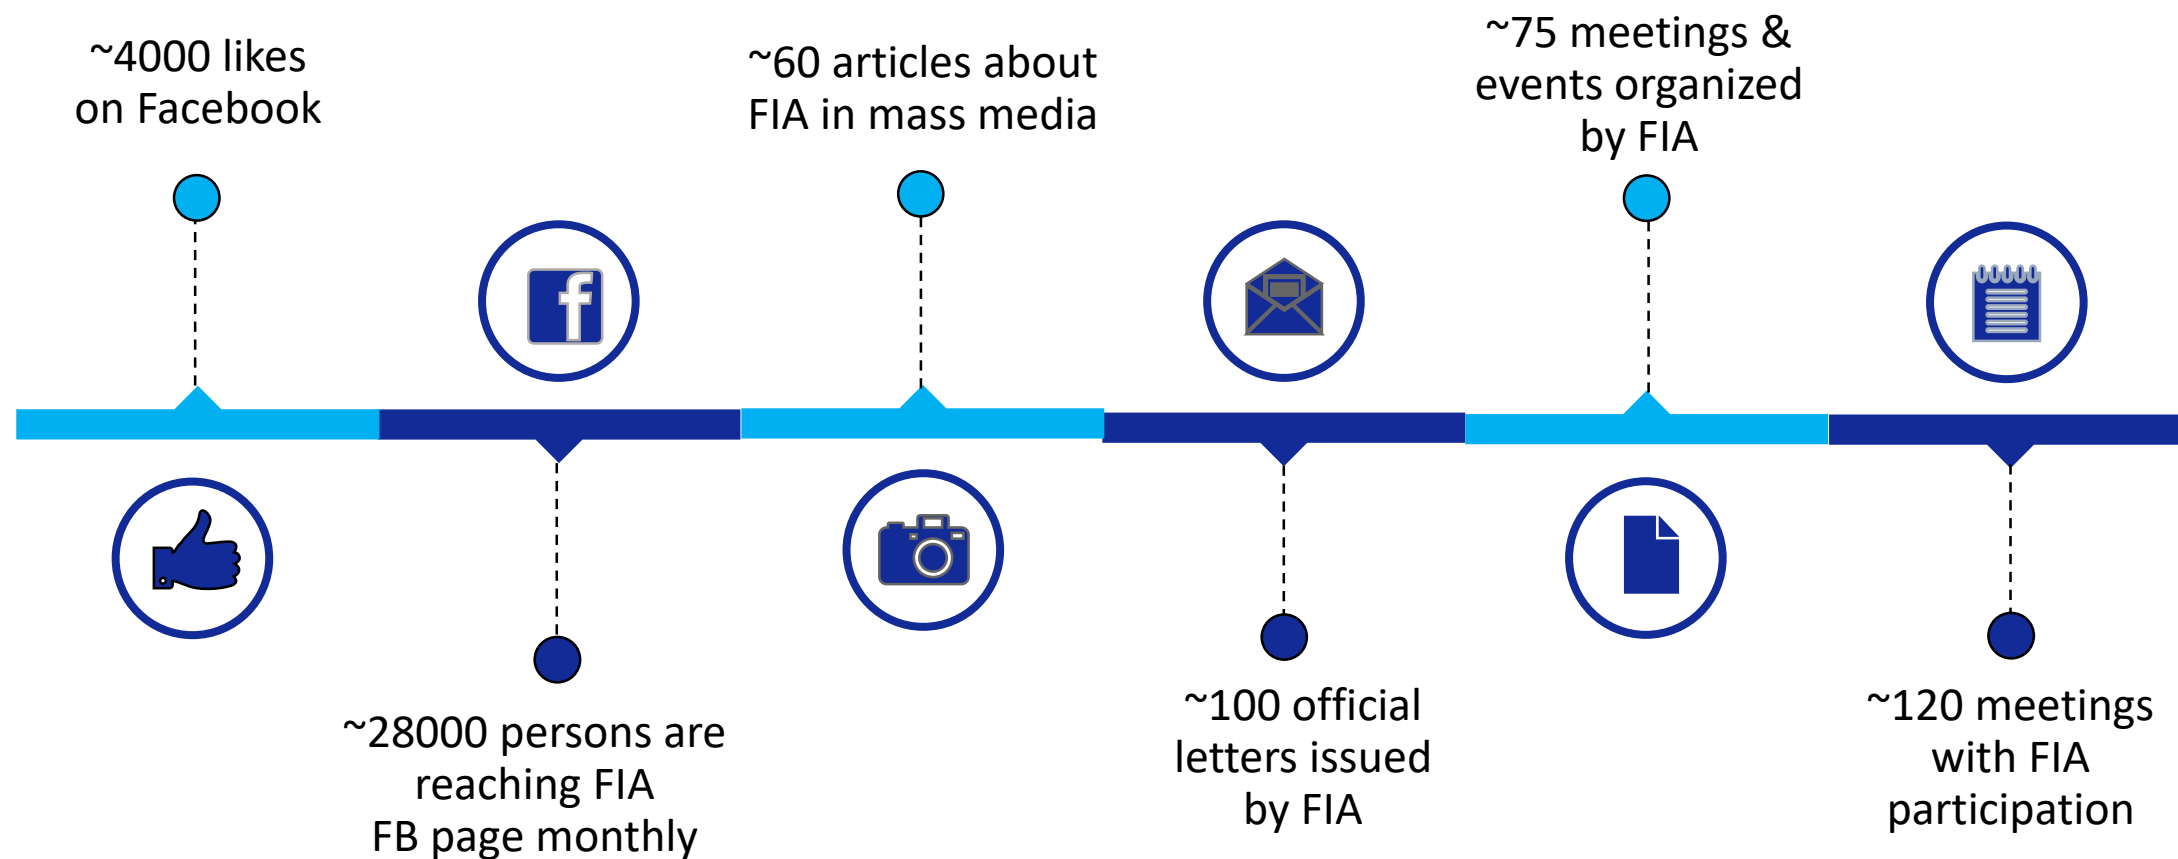 ~4000 likes
on Facebook
~28000 persons are
reaching FIA
FB page monthly
~60 articles about
FIA in mass media
~100 official
letters issued
by FIA
~75 meetings &
events organized
by FIA
~120 meetings
with FIA
participation